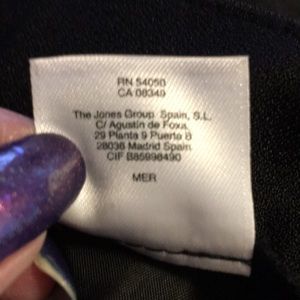 RN 54050
CA 08349
The Jones Group Spain, S.L.
C/ Agustin de Foxa,
29 Planta 9 Puerta B
28036 Madrid Spain
CIF B85998490
MER